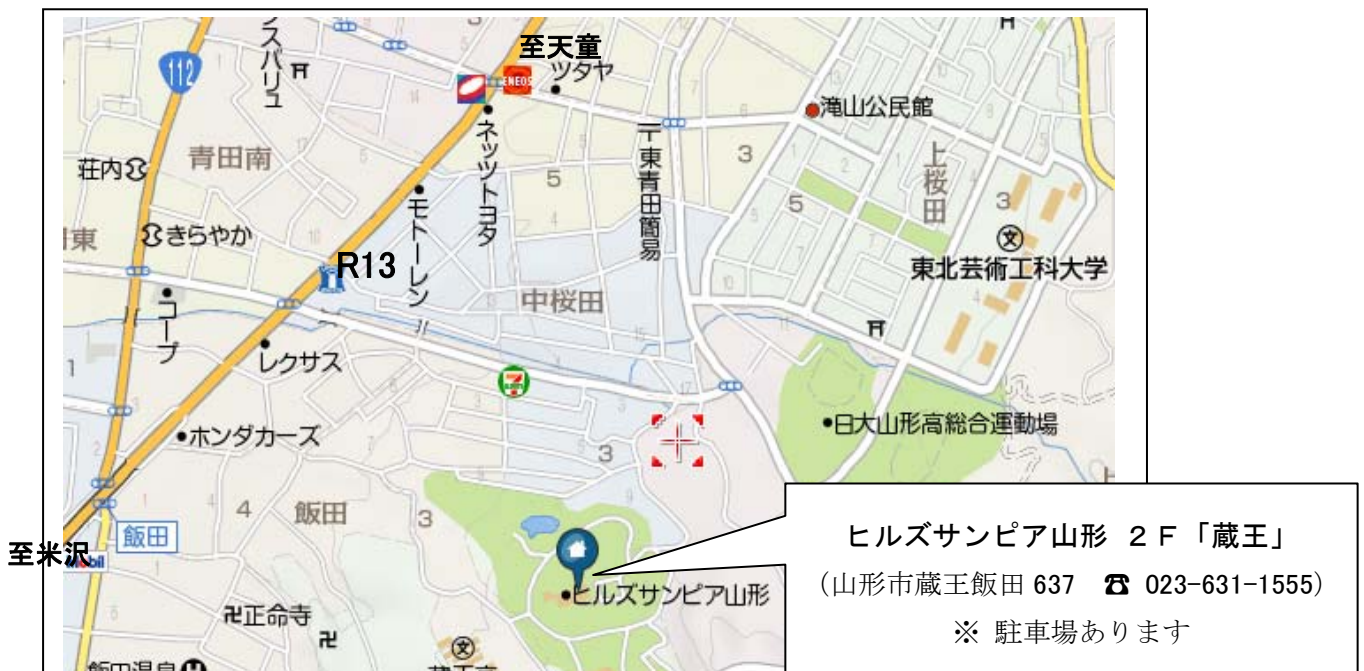 至天童
112
スバリュ
ENEOS
ツタヤ
滝山公民館
荘内
青田南
ネッツトヨタ
〒東青田簡易
上桜田
3
5
3
5
東
きらやか
R13
モトーレン
東北芸術工科大学
コープ
中桜田
1
レクサス
ホンダカーズ
日大山形高総合運動場
3
4
飯田
3
飯田
至米沢
Mobil
ヒルズサンピア山形 2F「蔵王」
(山形市蔵王飯田 637 ☎ 023-631-1555)
※ 駐車場あります
ヒルズサンピア山形
卍正命寺
卍
文
飯田温泉